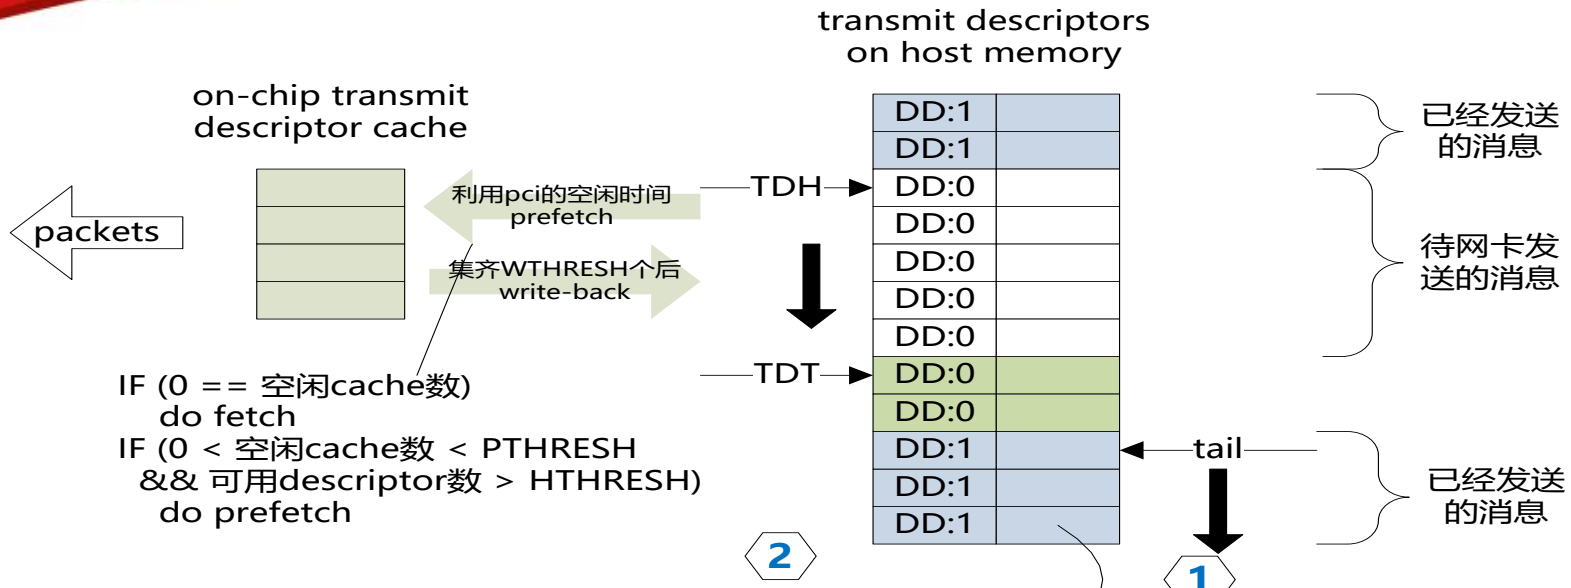 transmit descriptors
on host memory
on-chip transmit
descriptor cache
packets
利用pci的空闲时间
prefetch
集齐WTHRESH个后
write-back
IF (0 == 空闲cache数)
do fetch
IF (0 < 空闲cache数 < PTHRESH
&& 可用descriptor数 > HTHRESH)
do prefetch
TDH
TDT
DD:1
DD:1
DD:0
DD:0
DD:0
DD:0
DD:0
DD:0
DD:0
DD:1
DD:1
DD:1
tail
已经发送
的消息
待网卡发
送的消息
已经发送
的消息
2
1